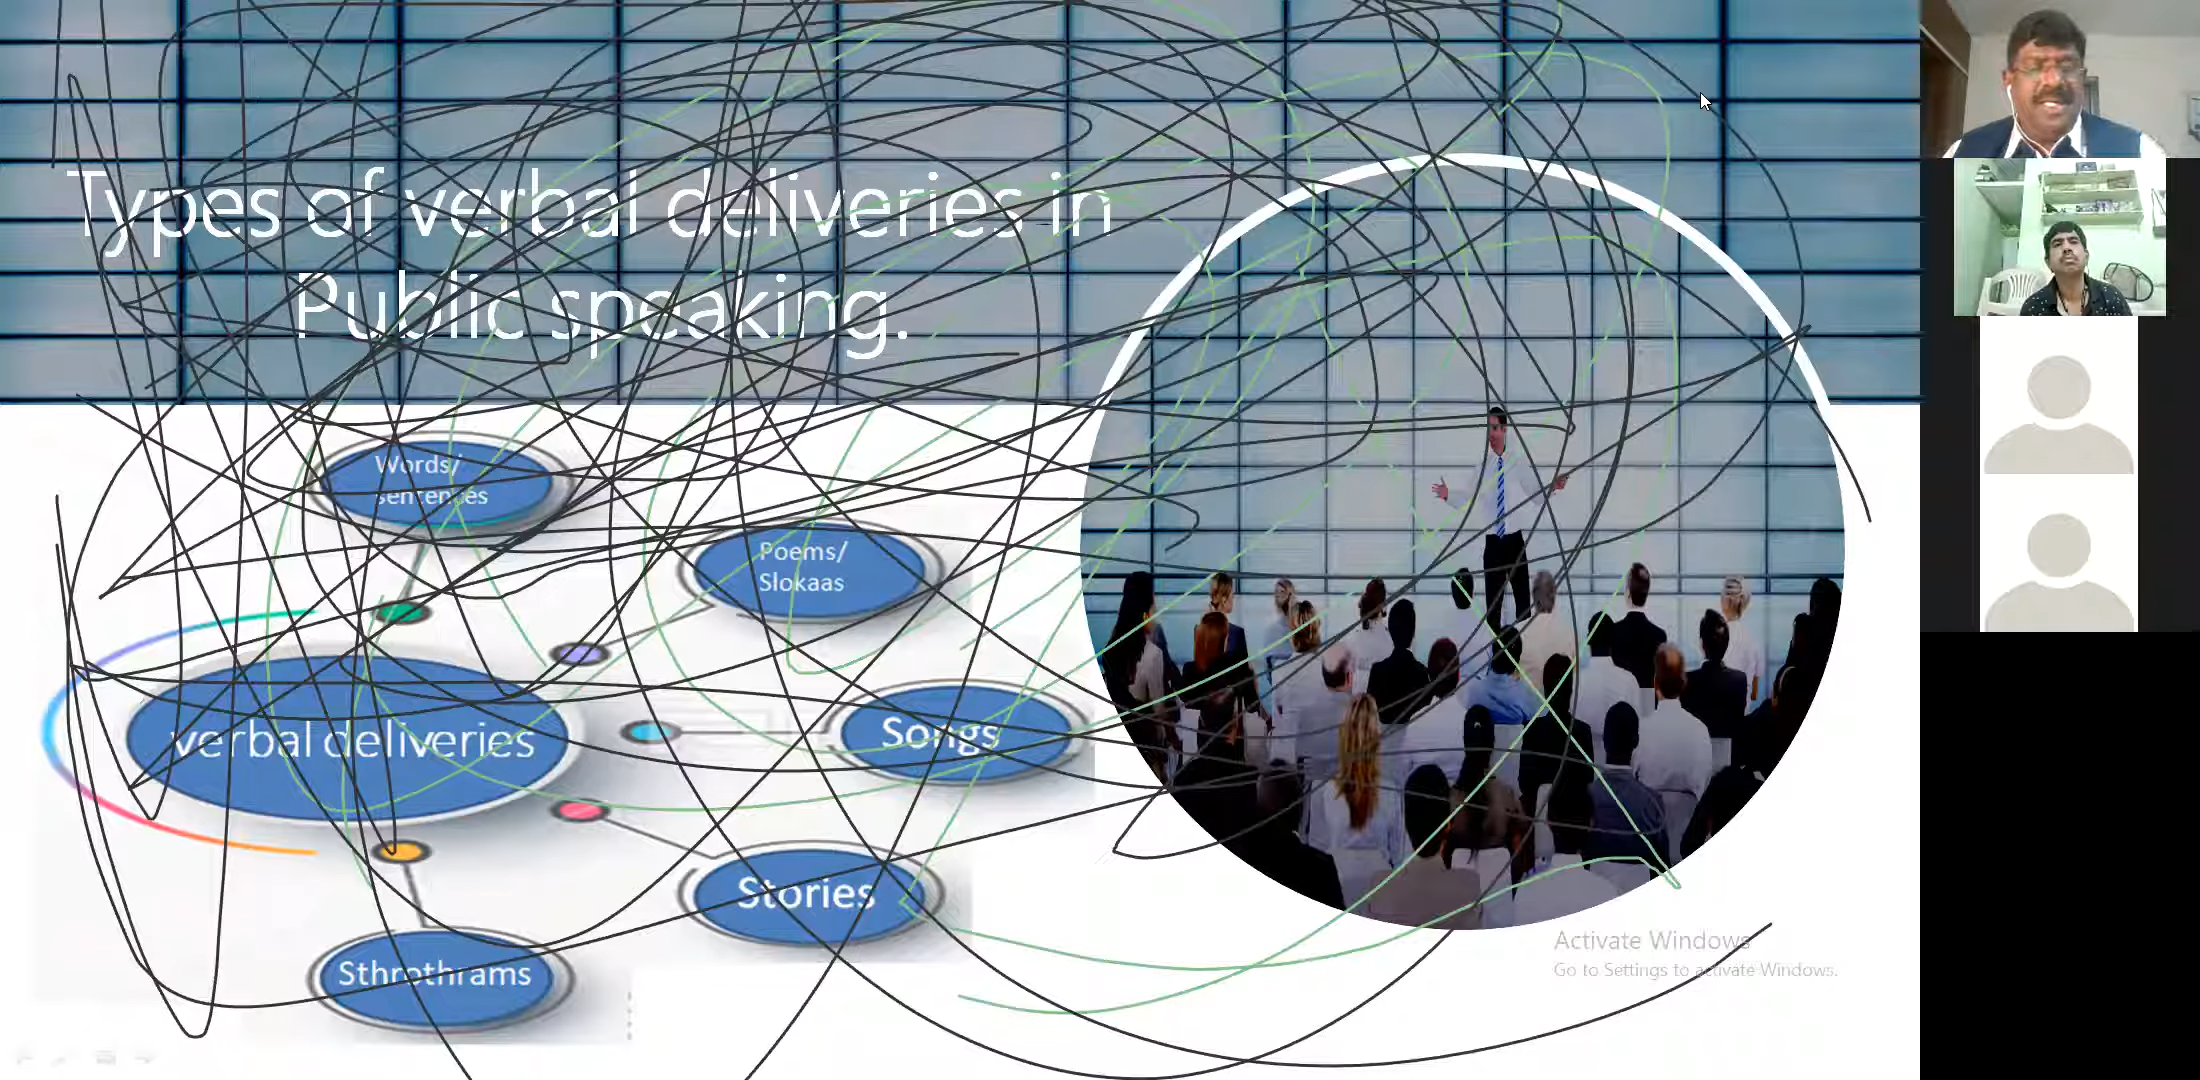 Types of verbal deliveries in
Public speaking.
Words/
sentences
Poems/
Slokaas
verbal deliveries
Songs
Stories
Sthrothrams
Activate Windows
Go to Settings to activate Windows.